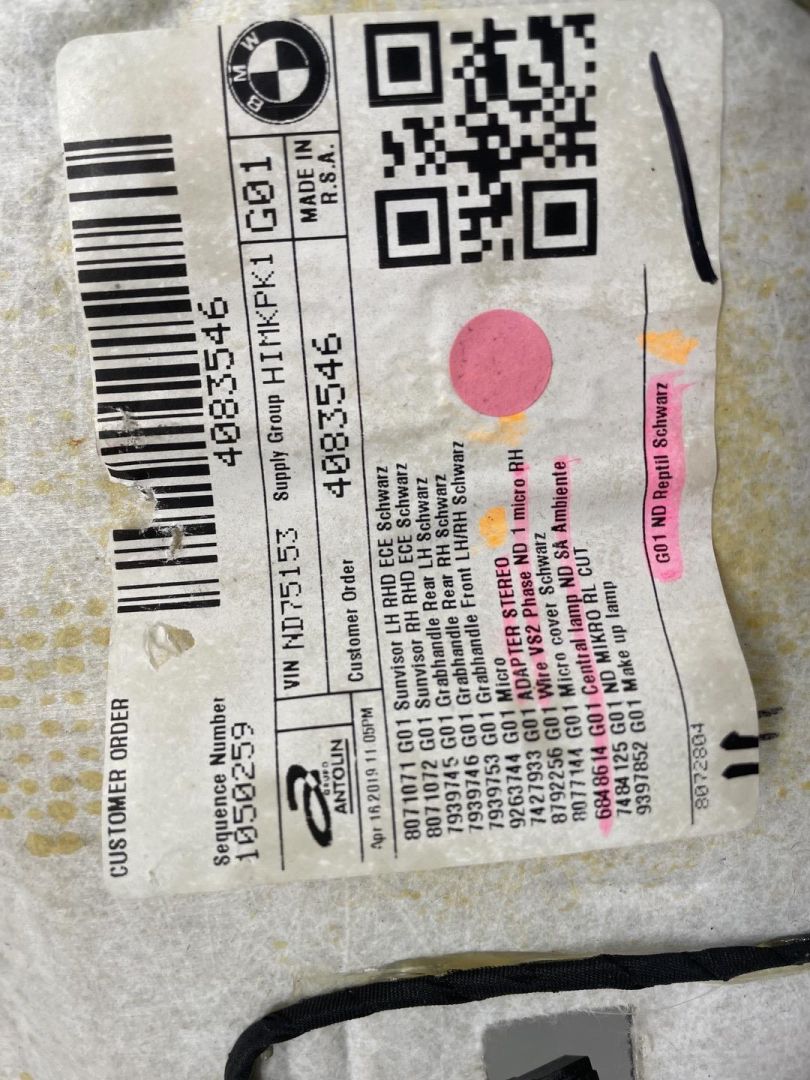 CUSTOMER ORDER
4083546
Sequence Number
1050259
BMW
VIN ND75153 Supply Group HIMKPK1 G01
MADE IN
R.S.A.
Customer Order 4083546
GRUPO
ANTOLIN
Apr 16 2019 11:05PM
8071071 G01 Sunvisor LH RHD ECE Schwarz
8071072 G01 Sunvisor RH RHD ECE Schwarz
7939745 G01 Grabhandle Rear LH Schwarz
7939746 G01 Grabhandle Rear RH Schwarz
7939753 G01 Grabhandle Front LH/RH Schwarz
9263744 G01 Micro
7427933 G01 ADAPTER STEREO
8792256 G01 Wire VS2 Phase ND 1 micro RH
8077144 G01 Micro cover Schwarz
6848614 G01 Central lamp ND SA Ambiente
7484125 G01 ND MIKRO RL CUT
9397852 G01 Make up lamp
8072804
G01 ND Reptil Schwarz